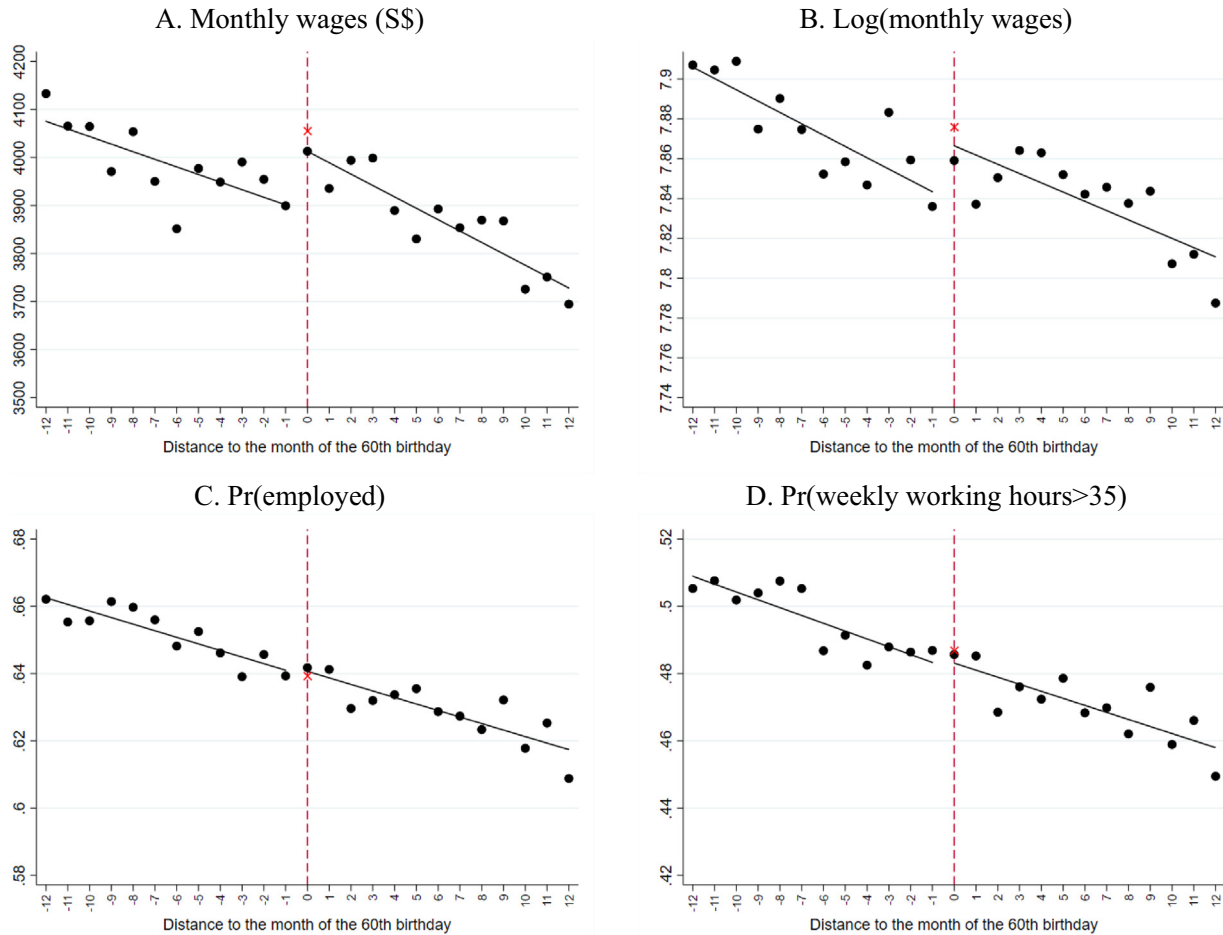 A. Monthly wages (S$)
4200
4100
4000
3900
3800
3700
3600
3500
-12 -11 -10 -9 -8 -7 -6 -5 -4 -3 -2 -1 0 1 2 3 4 5 6 7 8 9 10 11 12
Distance to the month of the 60th birthday
B. Log(monthly wages)
7.9
7.88
7.86
7.84
7.82
7.8
7.78
7.76
7.74
-12 -11 -10 -9 -8 -7 -6 -5 -4 -3 -2 -1 0 1 2 3 4 5 6 7 8 9 10 11 12
Distance to the month of the 60th birthday
C. Pr(employed)
.68
.66
.64
.62
.6
.58
-12 -11 -10 -9 -8 -7 -6 -5 -4 -3 -2 -1 0 1 2 3 4 5 6 7 8 9 10 11 12
Distance to the month of the 60th birthday
D. Pr(weekly working hours>35)
.52
.5
.48
.46
.44
.42
-12 -11 -10 -9 -8 -7 -6 -5 -4 -3 -2 -1 0 1 2 3 4 5 6 7 8 9 10 11 12
Distance to the month of the 60th birthday